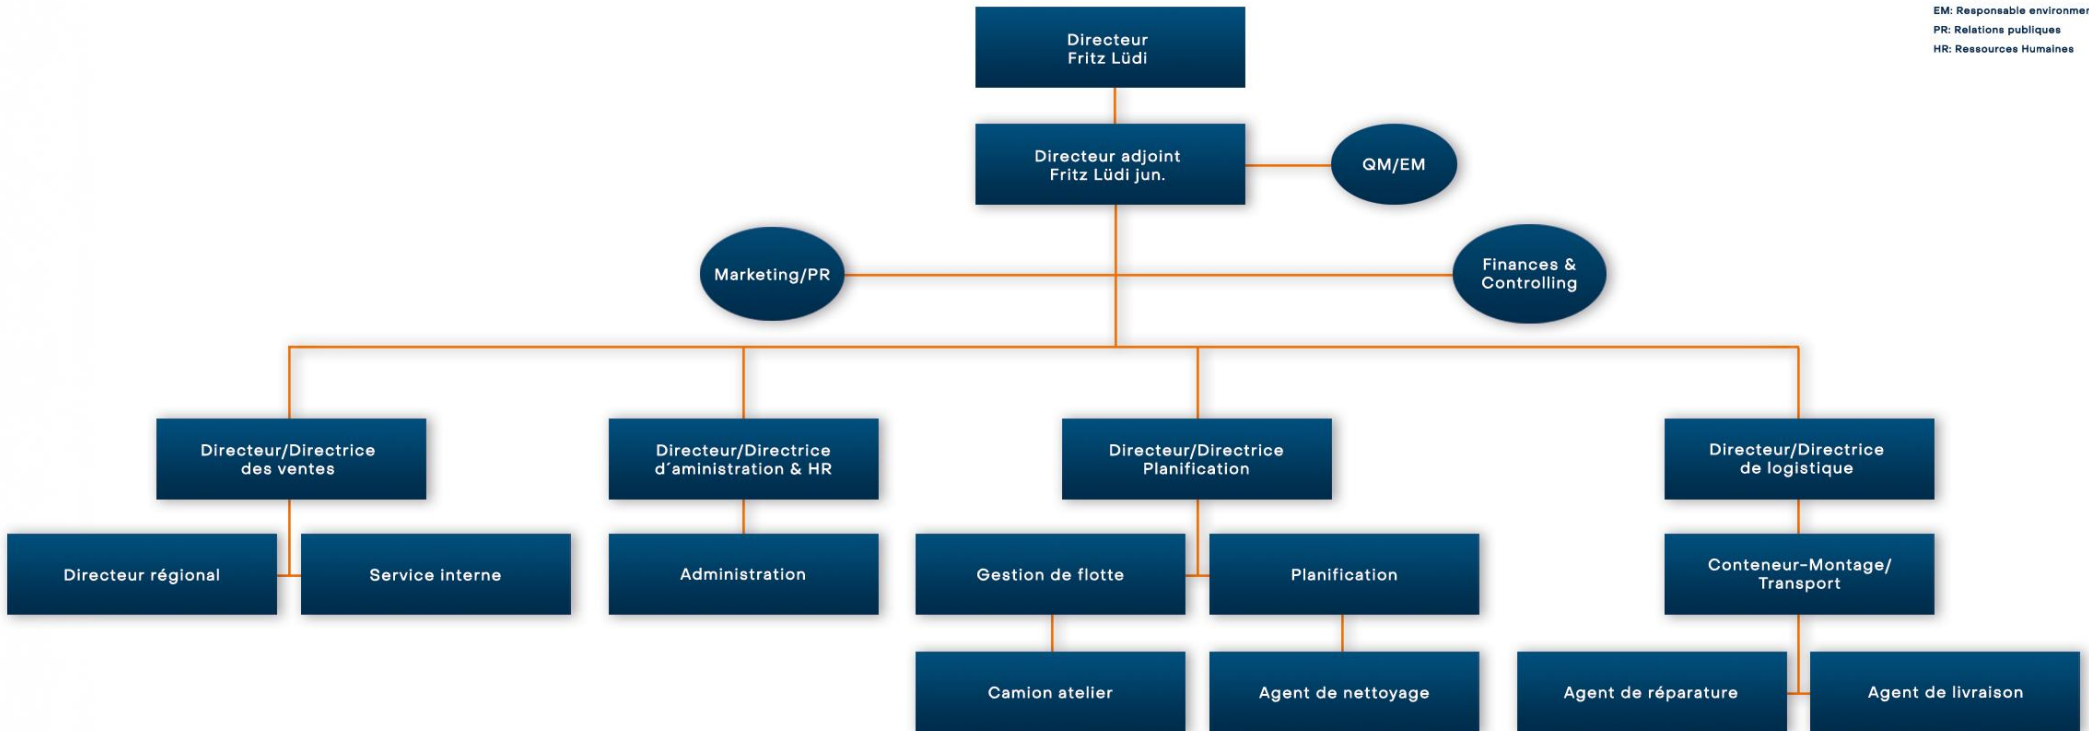 EM: Responsable
PR: Relations publiques
HR: Ressources Humaines
Directeur
Fritz Lüdi
Directeur adjoint
Fritz Lüdi jun.
QM/EM
Marketing/PR
Finances &
Controlling
Directeur/Directrice
des ventes
Directeur/Directrice
d´aministration & HR
Directeur/Directrice
Planification
Directeur/Directrice
de logistique
Directeur régional
Service interne
Administration
Gestion de flotte
Planification
Conteneur-Montage/
Transport
Camion atelier
Agent de nettoyage
Agent de réparature
Agent de livraison